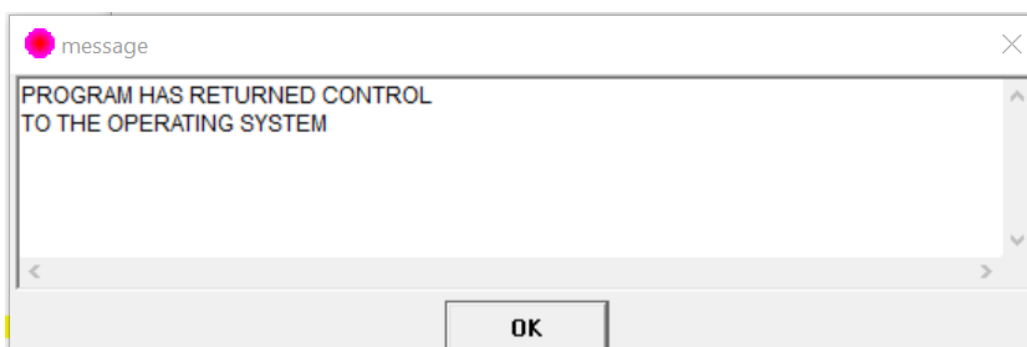 message
PROGRAM HAS RETURNED CONTROL
TO THE OPERATING SYSTEM
OK